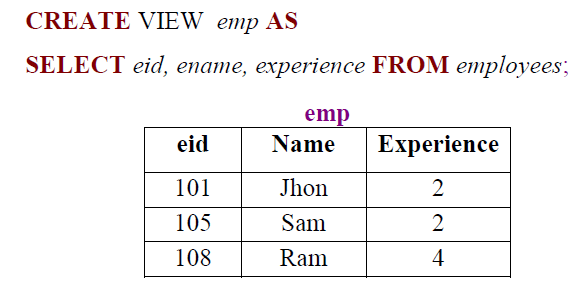 CREATE VIEW emp AS
SELECT eid, ename, experience FROM employees;
emp
eid Name Experience
101 Jhon 2
105 Sam 2
108 Ram 4